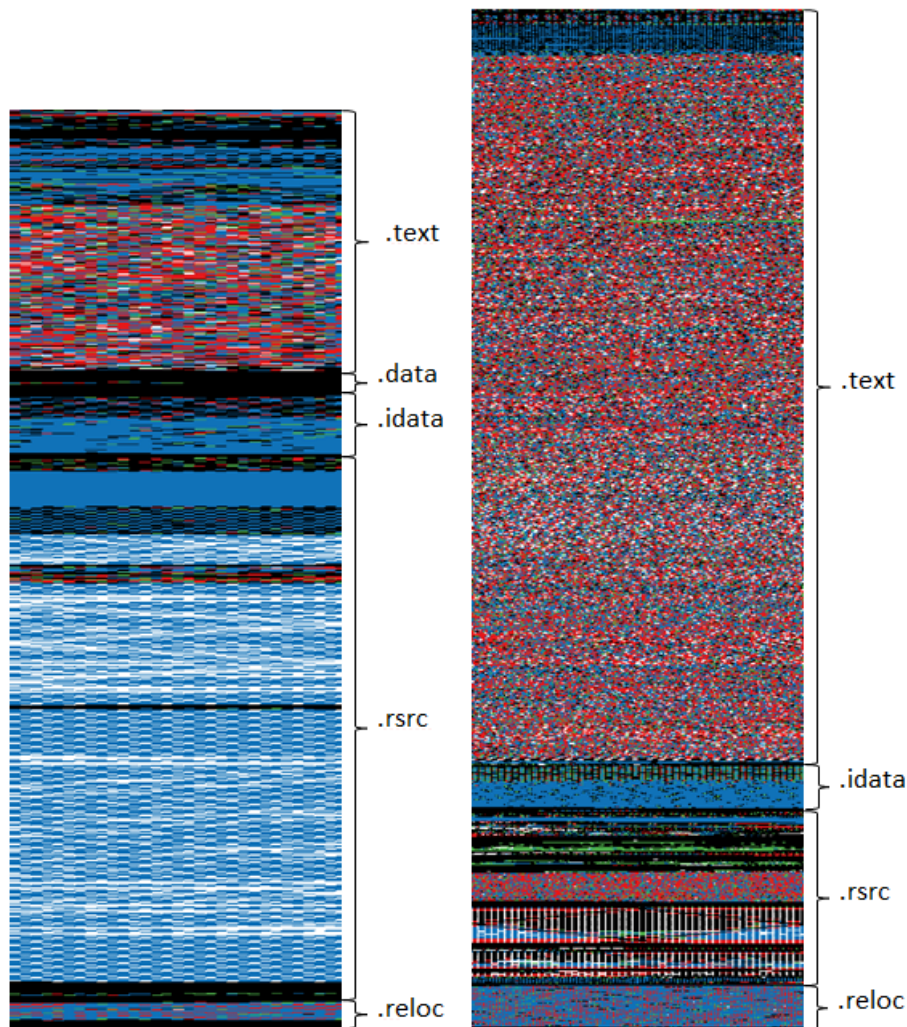 .text
.data
.idata
.rsrc
.reloc
.text
.idata
.rsrc
.reloc